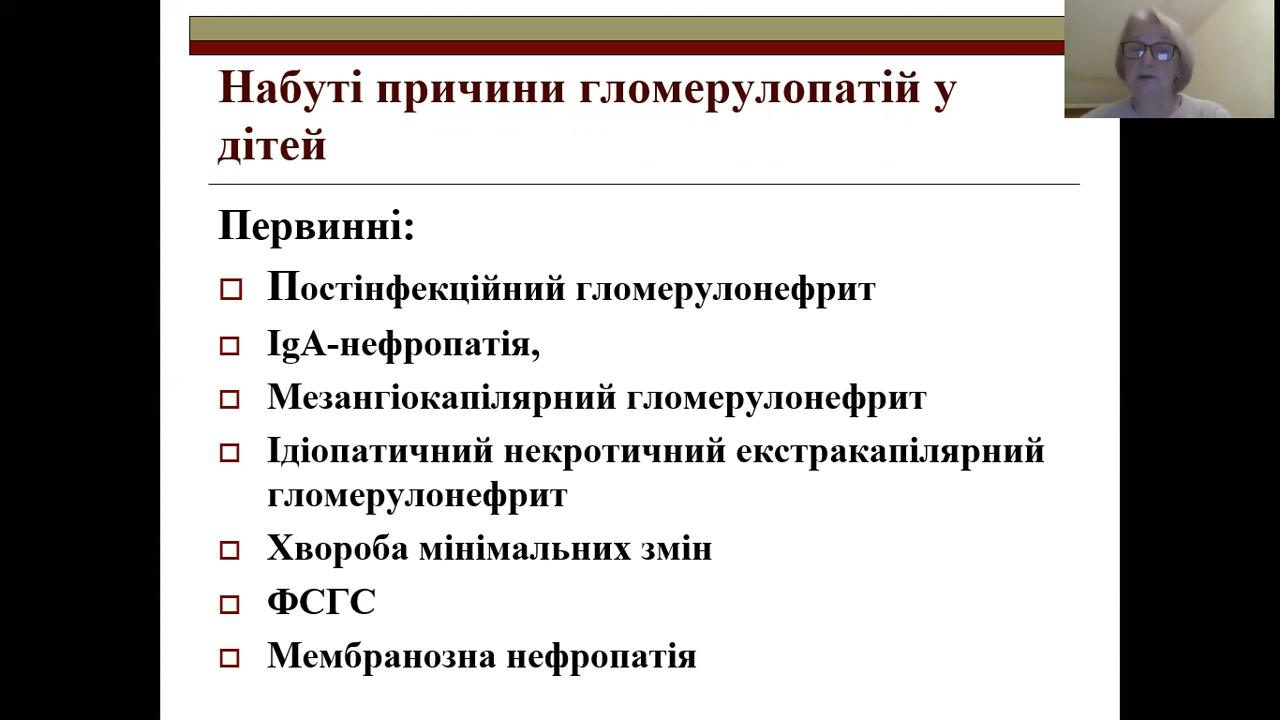 Набуті причини гломерулопатій у
дітей
Первинні:
Постінфекційний гломерулонефрит
IgA-нефропатія,
Мезангіокапілярний гломерулонефрит
Ідіопатичний некротичний екстракапілярний
гломерулонефрит
Хвороба мінімальних змін
ФСГС
Мембранозна нефропатія